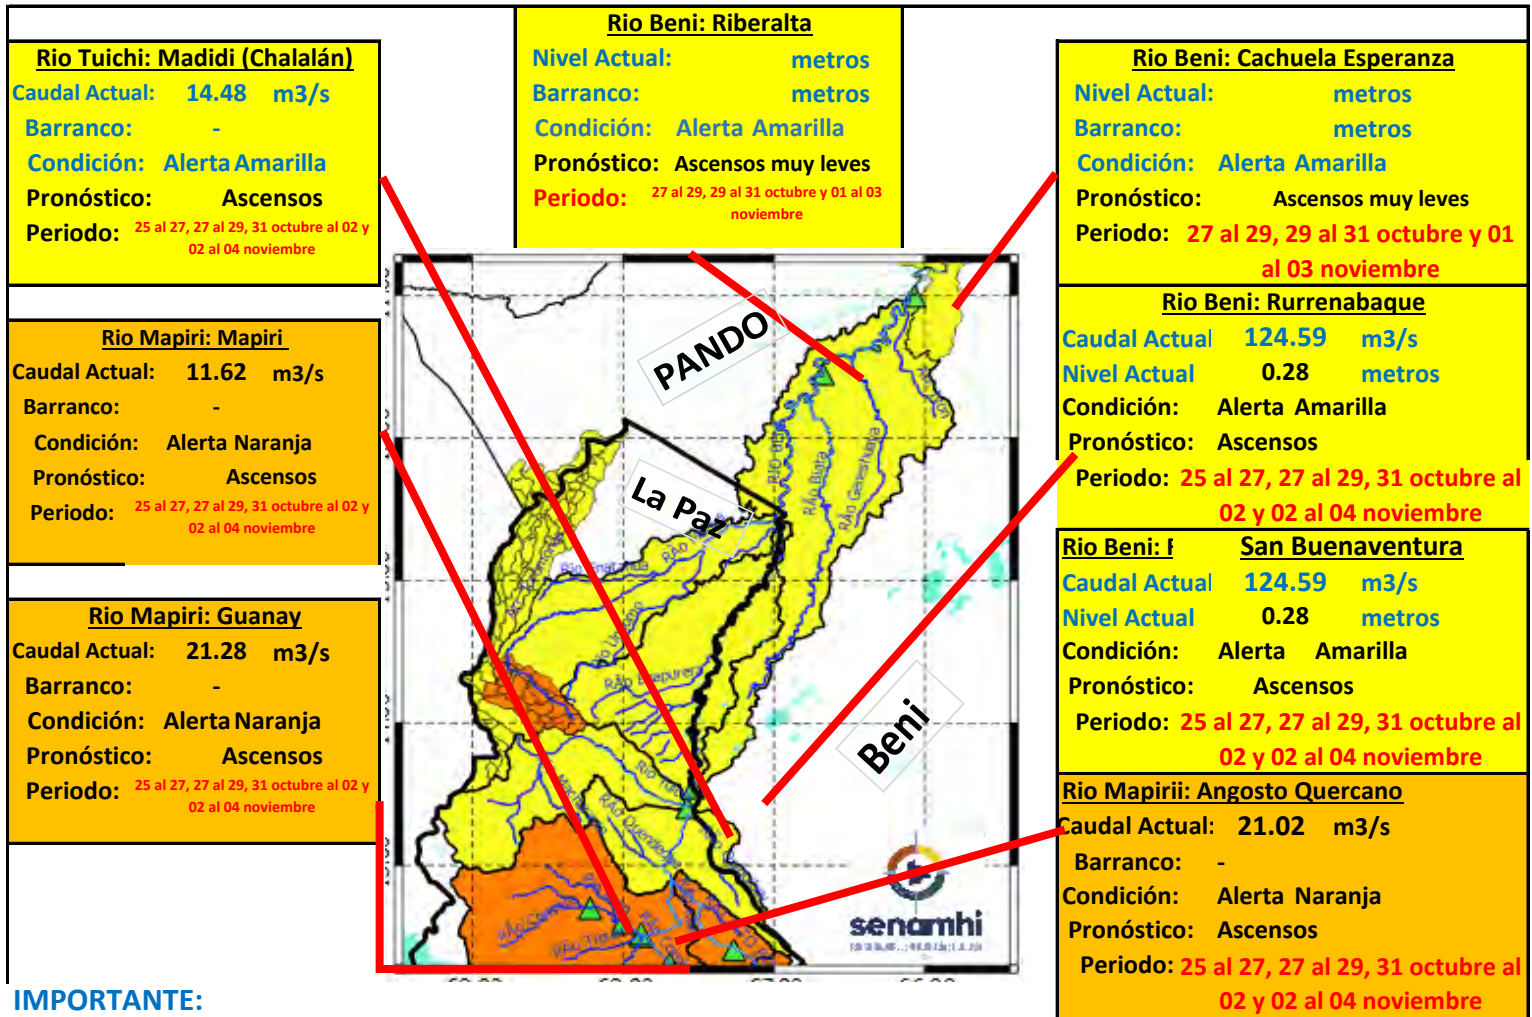 Rio Tuichi: Madidi (Chalalán)
Caudal Actual: 14.48 m3/s
Barranco: -
Condición: Alerta Amarilla
Pronóstico: Ascensos
Periodo: 25 al 27, 27 al 29, 31 octubre al 02 y
02 al 04 noviembre
Rio Mapiri: Mapiri
Caudal Actual: 11.62 m3/s
Barranco: -
Condición: Alerta Naranja
Pronóstico: Ascensos
Periodo: 25 al 27, 27 al 29, 31 octubre al 02 y
02 al 04 noviembre
Rio Mapiri: Guanay
Caudal Actual: 21.28 m3/s
Barranco: -
Condición: Alerta Naranja
Pronóstico: Ascensos
Periodo: 25 al 27, 27 al 29, 31 octubre al 02 y
02 al 04 noviembre
IMPORTANTE:
Rio Beni: Riberalta
Nivel Actual: metros
Barranco: metros
Condición: Alerta Amarilla
Pronóstico: Ascensos muy leves
Periodo: 27 al 29, 29 al 31 octubre y 01 al 03
noviembre
PANDO
La Paz
Beni
RÃo Biata
RÃo Geneshuaya
senamhi
Rio Beni: Cachuela Esperanza
Nivel Actual: metros
Barranco: metros
Condición: Alerta Amarilla
Pronóstico: Ascensos muy leves
Periodo: 27 al 29, 29 al 31 octubre y 01
al 03 noviembre
Rio Beni: Rurrenabaque
Caudal Actual 124.59 m3/s
Nivel Actual 0.28 metros
Condición: Alerta Amarilla
Pronóstico: Ascensos
Periodo: 25 al 27, 27 al 29, 31 octubre al
02 y 02 al 04 noviembre
Rio Beni: San Buenaventura
Caudal Actual 124.59 m3/s
Nivel Actual 0.28 metros
Condición: Alerta Amarilla
Pronóstico: Ascensos
Periodo: 25 al 27, 27 al 29, 31 octubre al
02 y 02 al 04 noviembre
Rio Mapirii: Angosto Quercano
Caudal Actual: 21.02 m3/s
Barranco: -
Condición: Alerta Naranja
Pronóstico: Ascensos
Periodo: 25 al 27, 27 al 29, 31 octubre al
02 y 02 al 04 noviembre